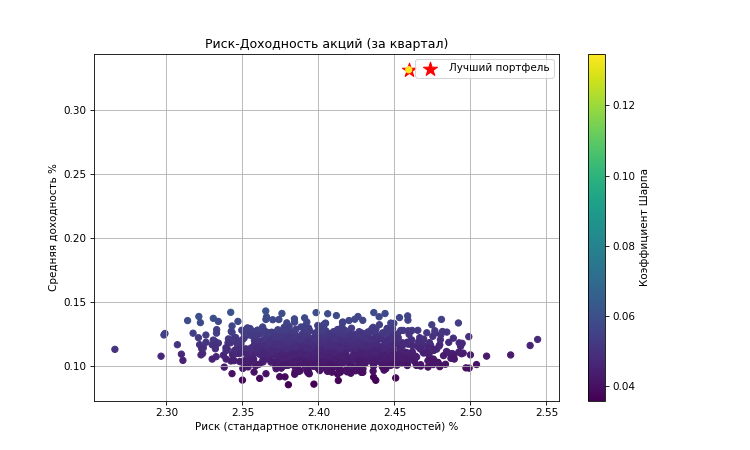 Риск-Доходность акций (за квартал)
Лучший портфель
Средняя доходность %
0.30
0.25
0.20
0.15
0.10
2.30 2.35 2.40 2.45 2.50 2.55
Риск (стандартное отклонение доходностей) %
0.12
0.10
0.08
0.06
0.04
Коэффициент Шарпа